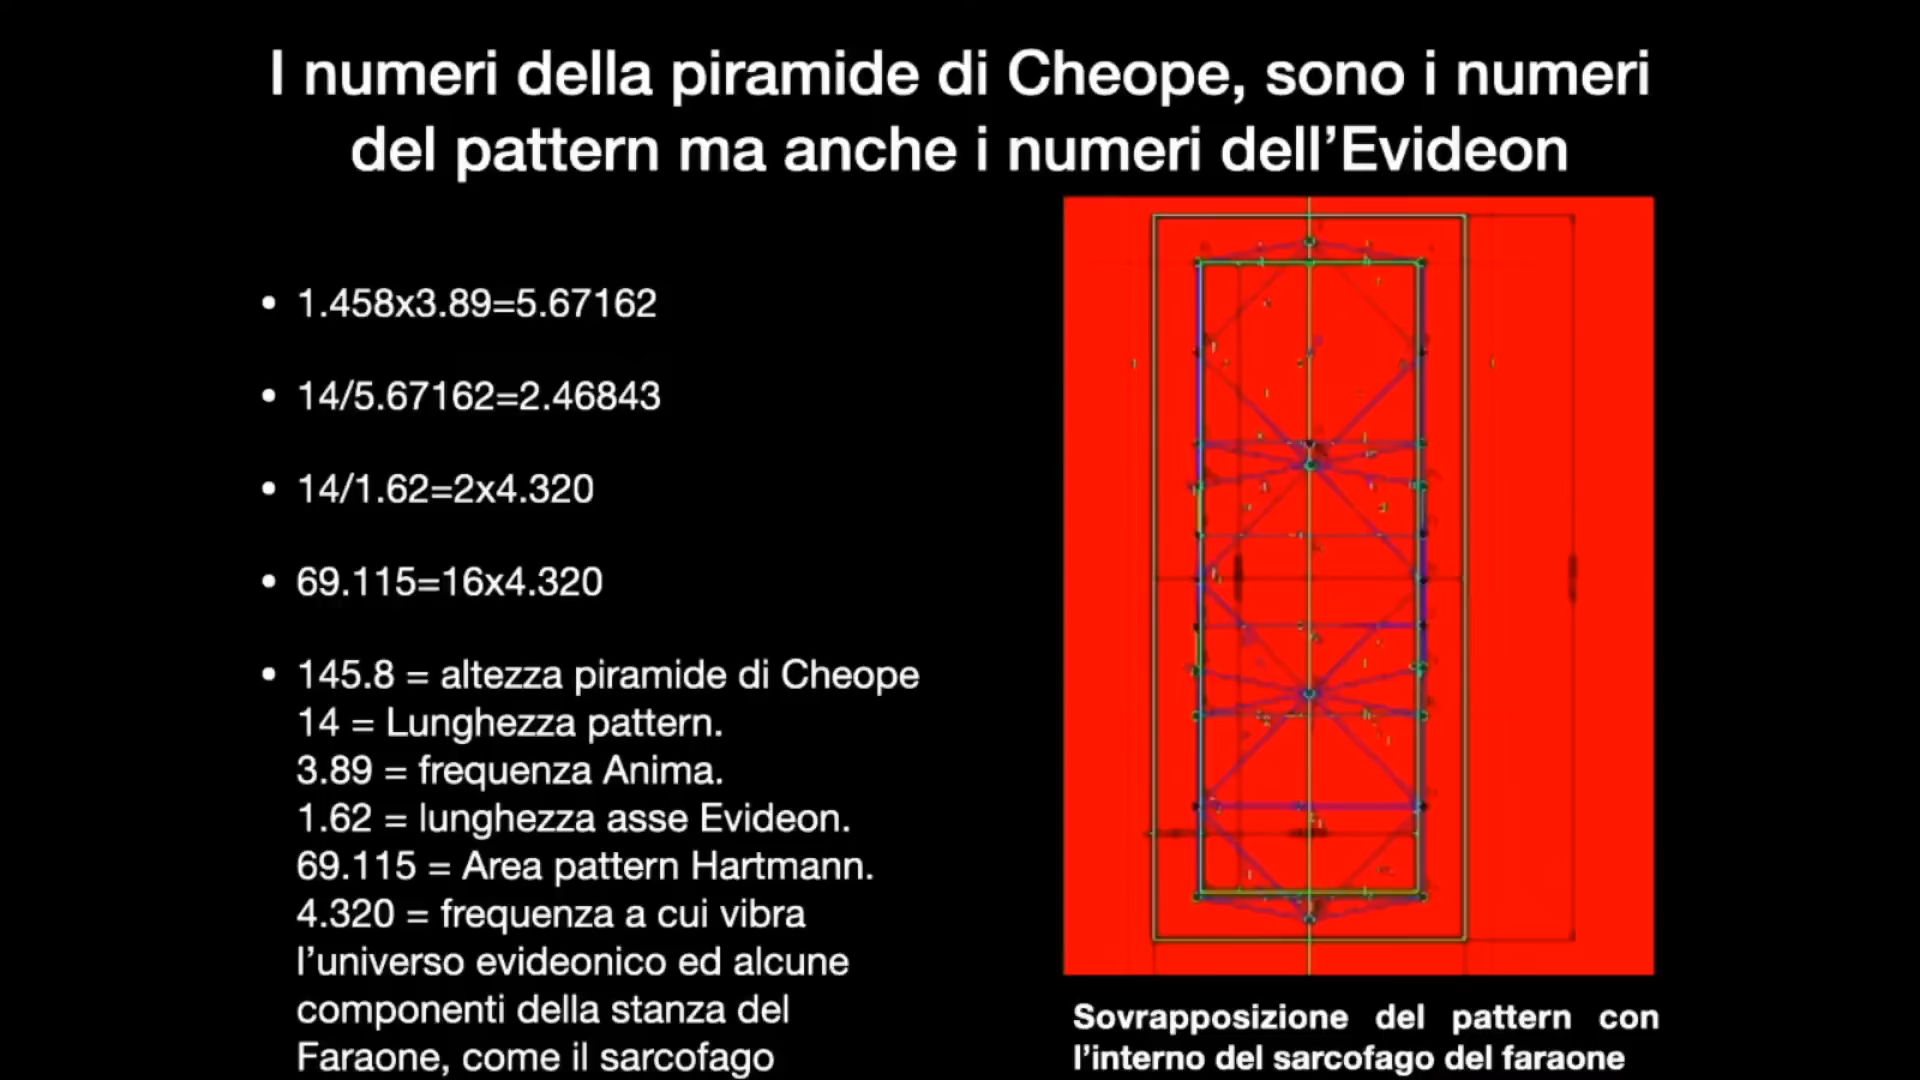 I numeri della piramide di Cheope, sono i numeri
del pattern ma anche i numeri dell’Evideon
• 1.458x3.89=5.67162
• 14/5.67162=2.46843
• 14/1.62=2x4.320
• 69.115=16x4.320
• 145.8 = altezza piramide di Cheope
14 = Lunghezza pattern.
3.89 = frequenza Anima.
1.62 = lunghezza asse Evideon.
69.115 = Area pattern Hartmann.
4.320 = frequenza a cui vibra
l’universo evideonico ed alcune
componenti della stanza del
Faraone, come il sarcofago
Sovrapposizione del pattern con
l’interno del sarcofago del faraone